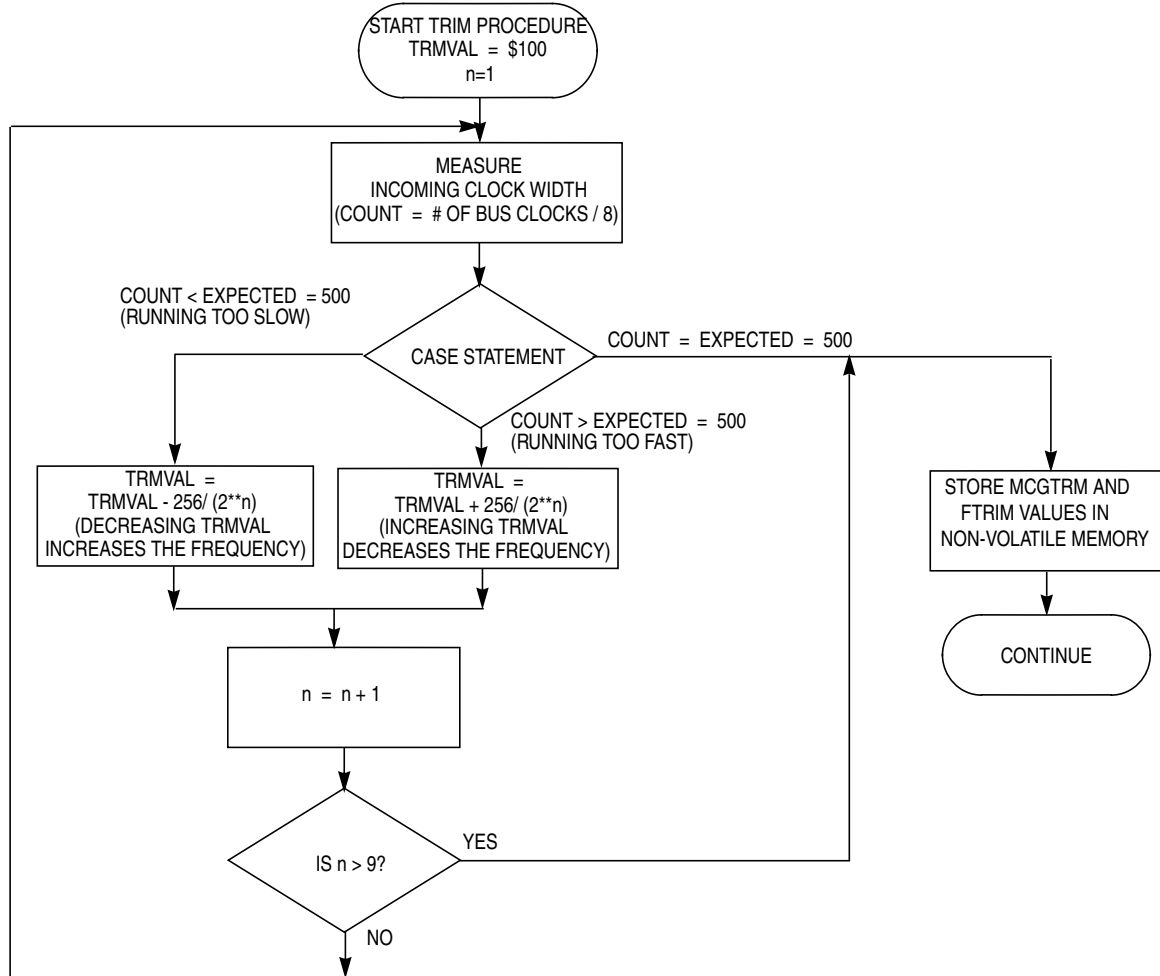 START TRIM PROCEDURE
TRMVAL = $100
n=1
MEASURE
INCOMING CLOCK WIDTH
(COUNT = # OF BUS CLOCKS / 8)
COUNT < EXPECTED = 500
(RUNNING TOO SLOW)
CASE STATEMENT
COUNT = EXPECTED = 500
COUNT > EXPECTED = 500
(RUNNING TOO FAST)
TRMVAL =
TRMVAL - 256/ (2**n)
(DECREASING TRMVAL
INCREASES THE FREQUENCY)
TRMVAL =
TRMVAL + 256/ (2**n)
(INCREASING TRMVAL
DECREASES THE FREQUENCY)
STORE MCGTRM AND
FTRIM VALUES IN
NON-VOLATILE MEMORY
CONTINUE
n = n + 1
IS n > 9?
YES
NO